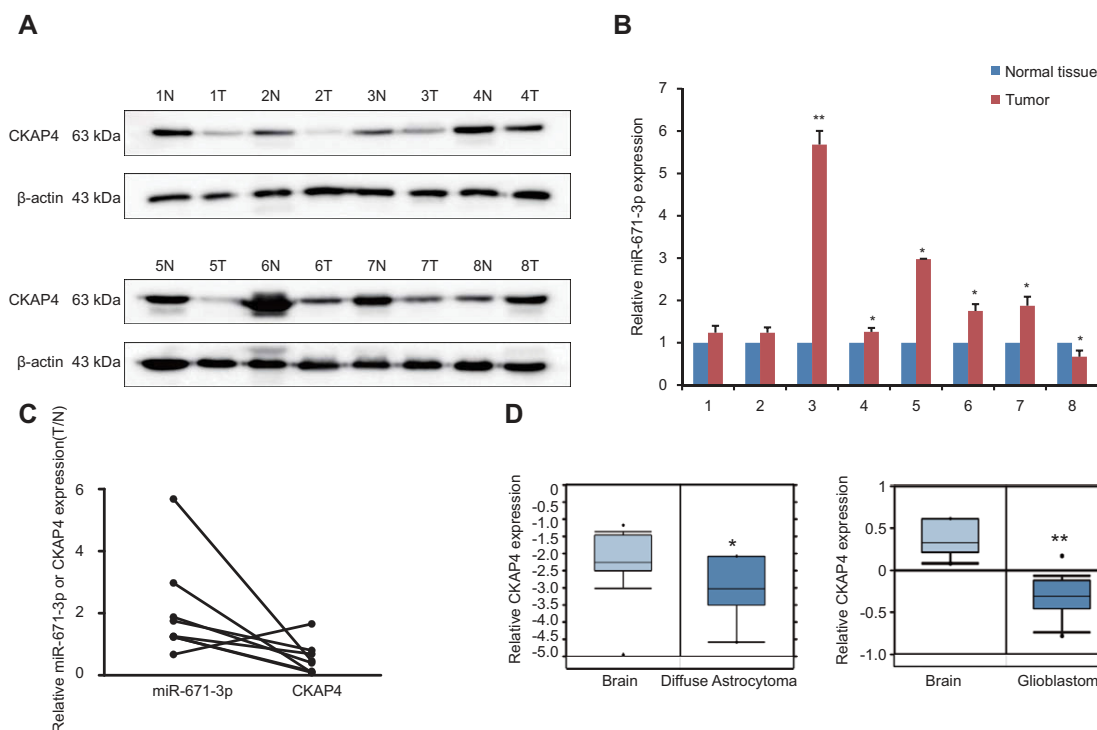 A
1N 1T 2N 2T 3N 3T 4N 4T
CKAP4 63 kDa
β-actin 43 kDa
5N 5T 6N 6T 7N 7T 8N 8T
CKAP4 63 kDa
β-actin 43 kDa
B
Normal tissue
Tumor
Relative miR-671-3p expression
7
6
5
4
3
2
1
0
**
*
*
*
*
*
1 2 3 4 5 6 7 8
C
Relative miR-671-3p or CKAP4 expression(T/N)
6
4
2
0
miR-671-3p CKAP4
D
Relative CKAP4 expression
0
-0.5
-1.0
-1.5
-2.0
-2.5
-3.0
-3.5
-4.0
-4.5
-5.0
*
Brain Diffuse Astrocytoma
Relative CKAP4 expression
1
0.5
0
-0.5
-1.0
**
Brain Glioblastom